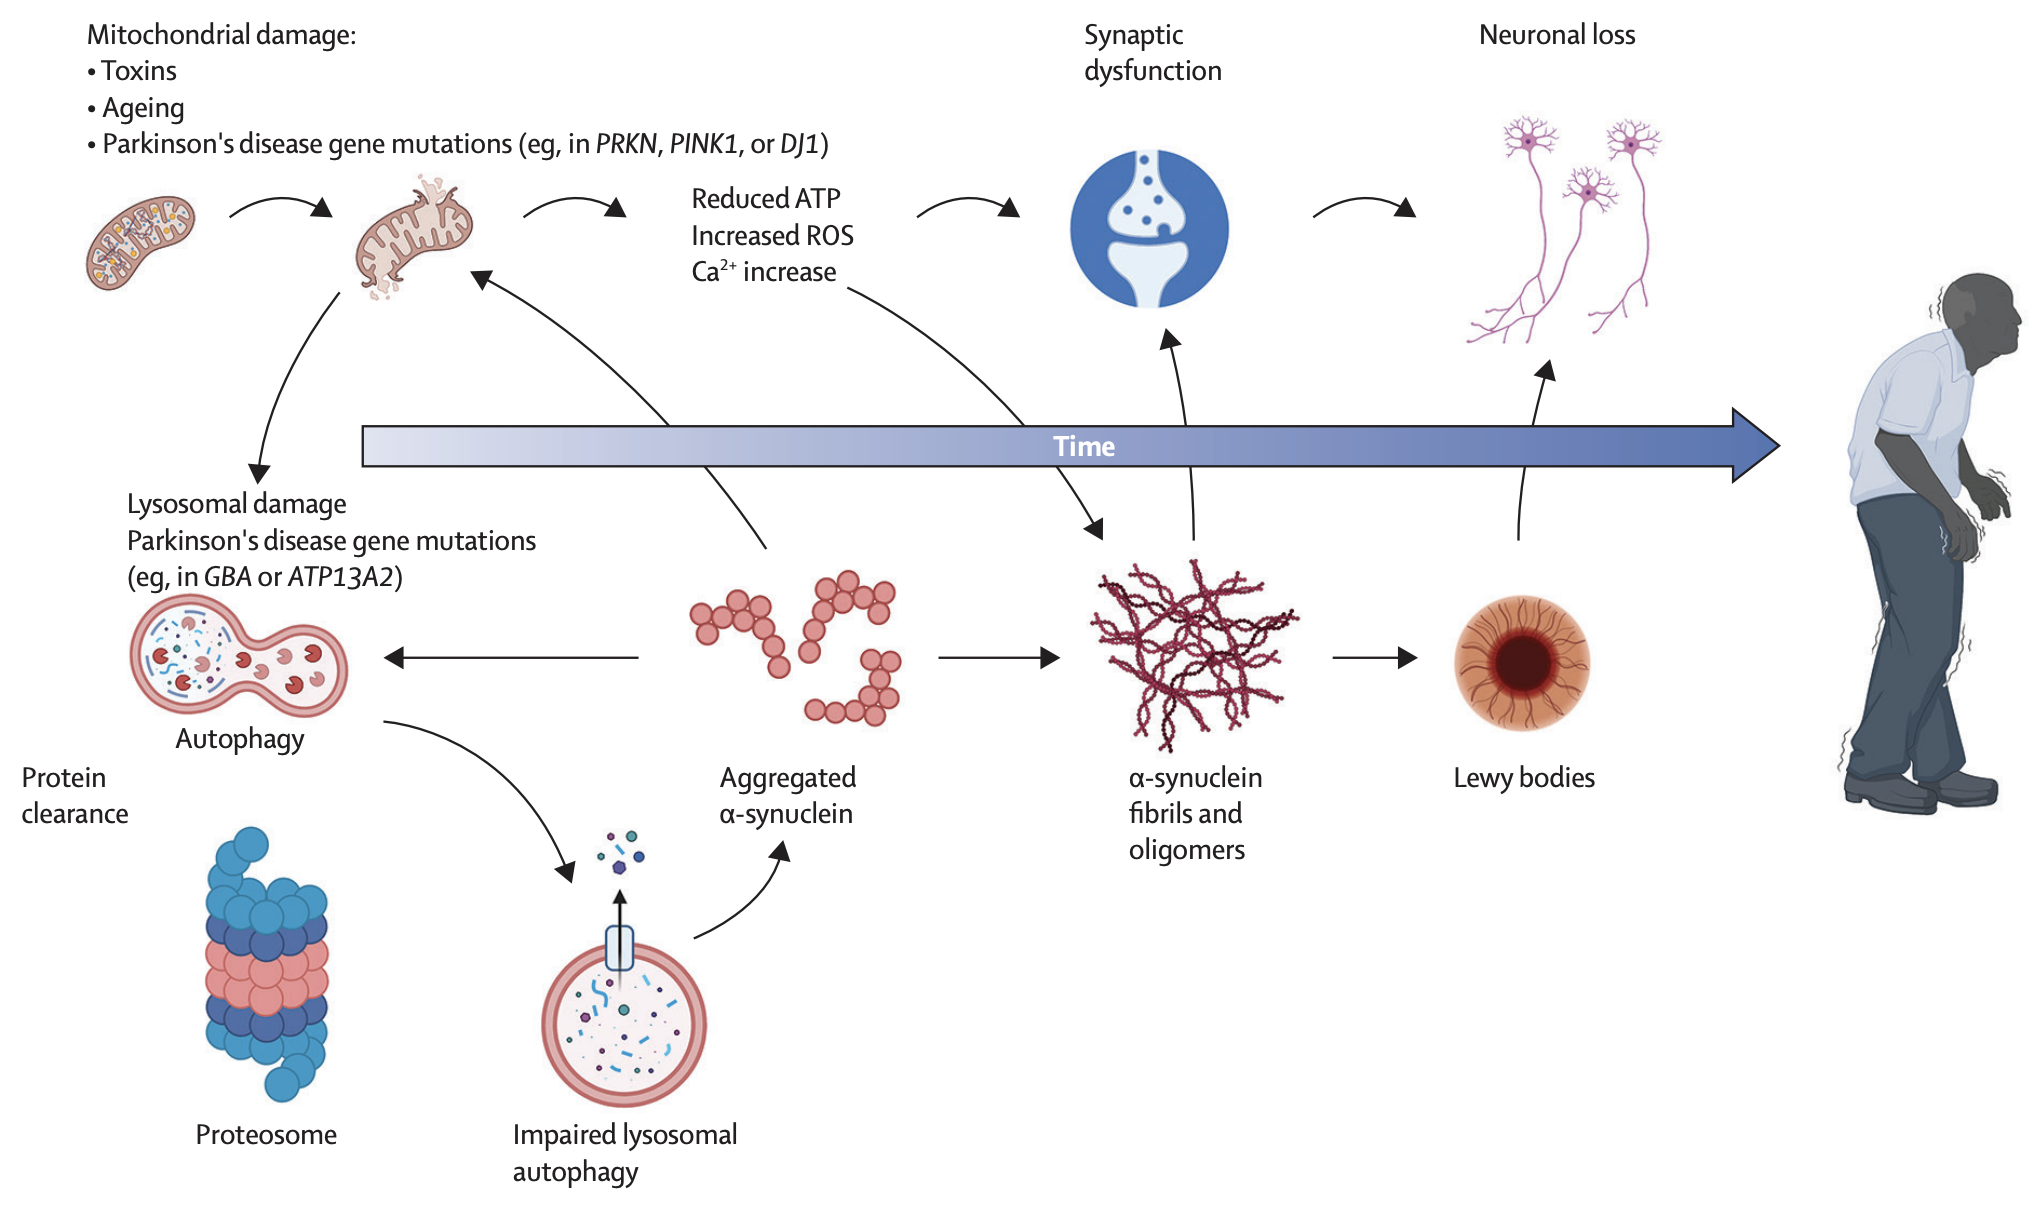 Mitochondrial damage:
• Toxins
• Ageing
• Parkinson's disease gene mutations (eg, in PRKN, PINK1, or DJ1)
Reduced ATP
Increased ROS
Ca²⁺ increase
Synaptic
dysfunction
Neuronal loss
Time
Lysosomal damage
Parkinson's disease gene mutations
(eg, in GBA or ATP13A2)
Autophagy
Protein
clearance
Proteosome
Impaired lysosomal
autophagy
Aggregated
α-synuclein
α-synuclein
fibrils and
oligomers
Lewy bodies